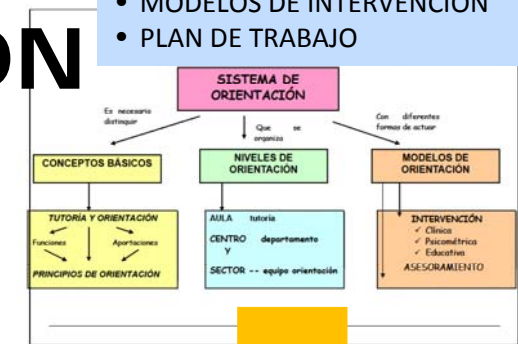 • MODELOS DE INTERVENCIÓN
ÓN
• PLAN DE TRABAJO
SISTEMA DE
ORIENTACIÓN
Es necesario
distinguir
Que se
organiza
Con diferentes
formas de actuar
CONCEPTOS BÁSICOS
NIVELES DE
ORIENTACIÓN
MODELOS DE
ORIENTACIÓN
TUTORÍA Y ORIENTACIÓN
Funciones Aportaciones
PRINCIPIOS DE ORIENTACIÓN
AULA tutoria
CENTRO departamento
Y
SECTOR -- equipo orientación
INTERVENCIÓN
✓ Clínica
✓ Psicométrica
✓ Educativa
ASESORAMIENTO